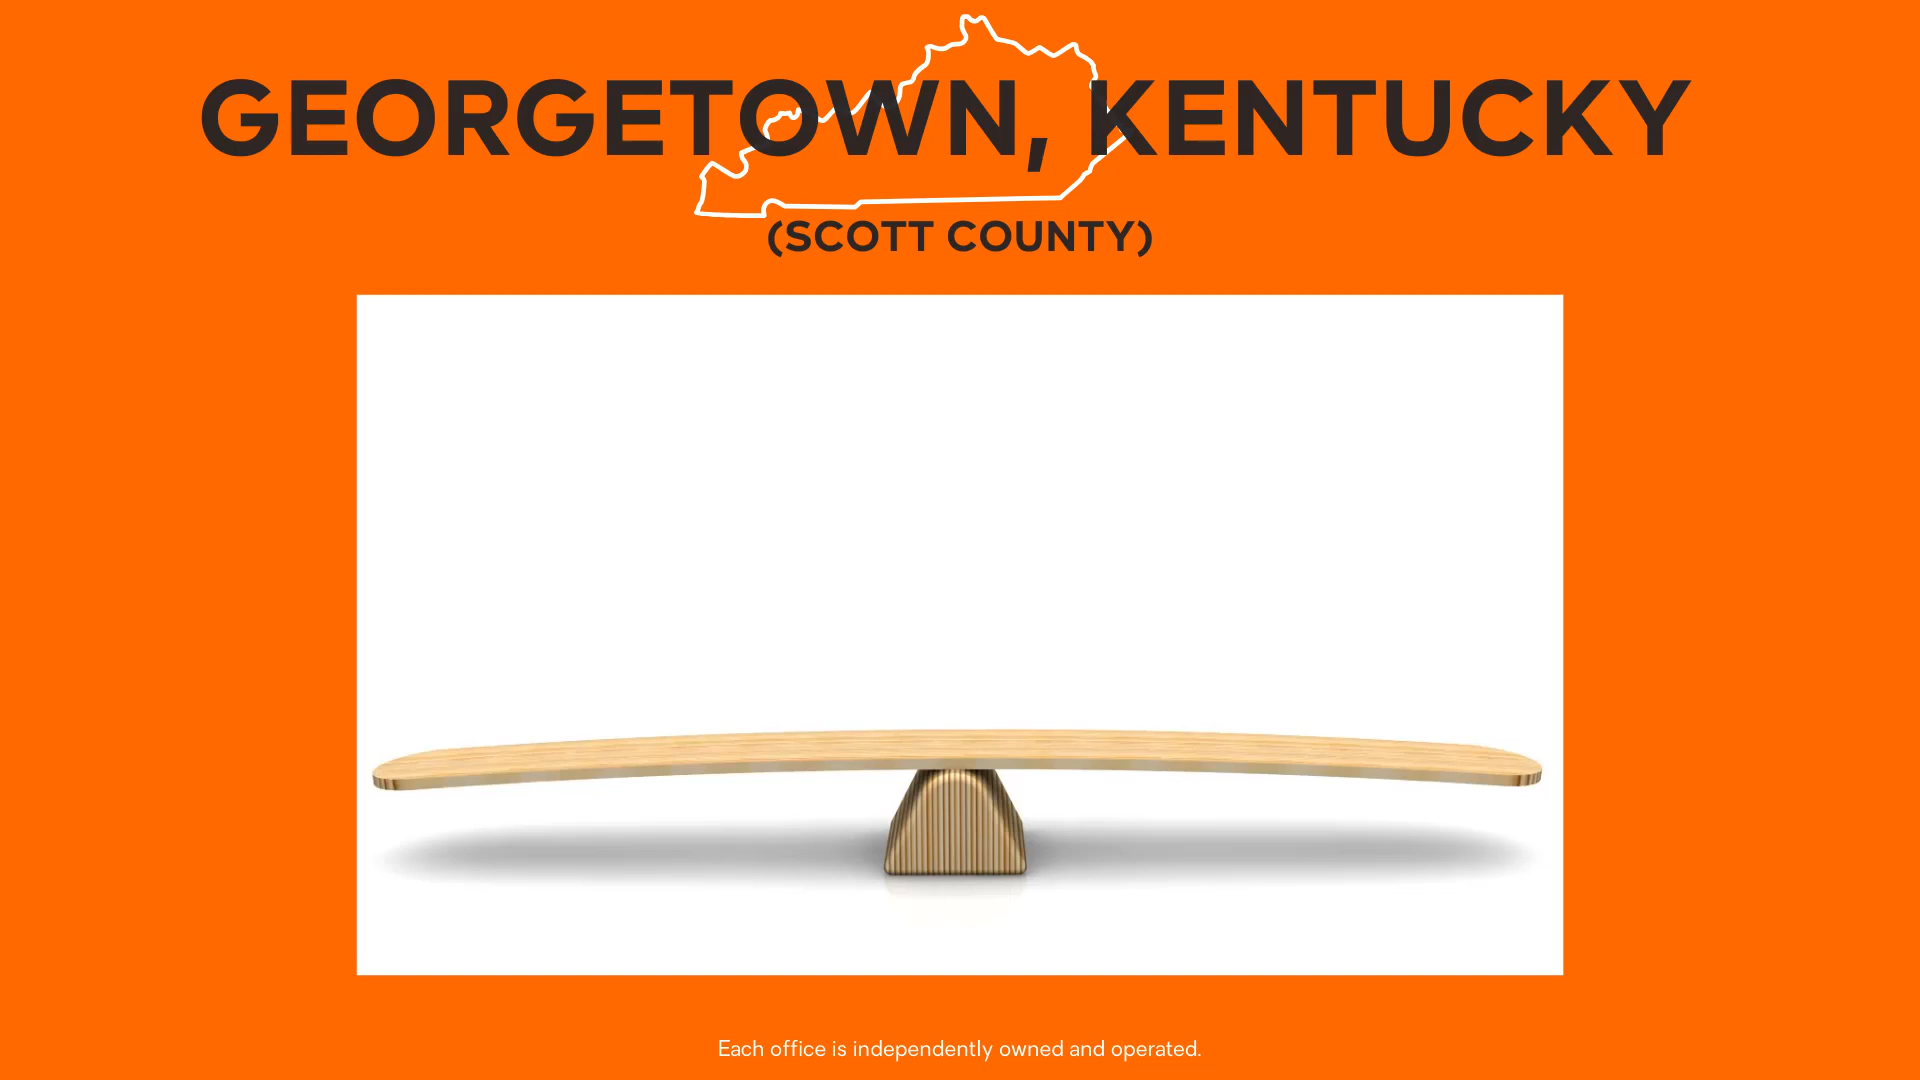 GEORGETOWN, KENTUCKY
(SCOTT COUNTY)
Each office is independently owned and operated.